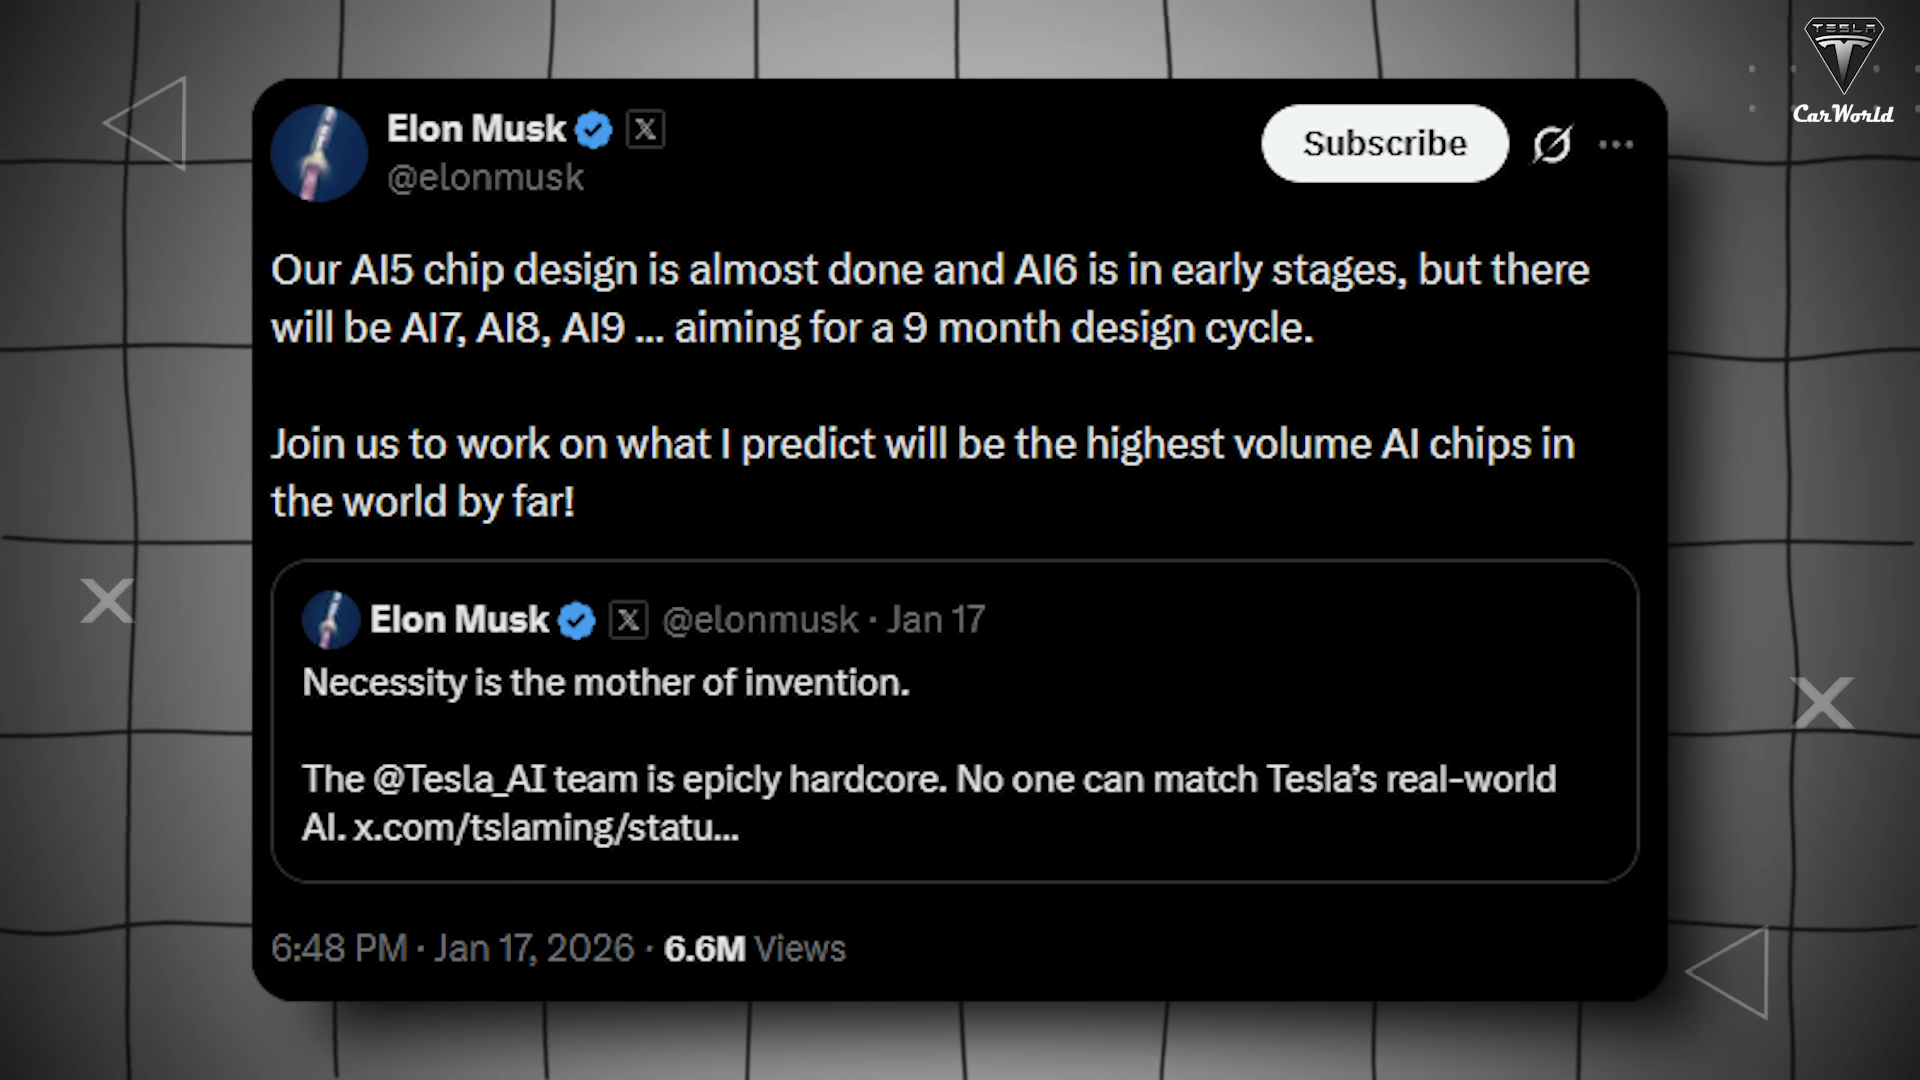 TESLA
CarWorld
Elon Musk
@elonmusk
Subscribe
Our AI5 chip design is almost done and AI6 is in early stages, but there
will be AI7, AI8, AI9 ... aiming for a 9 month design cycle.
Join us to work on what I predict will be the highest volume AI chips in
the world by far!
Elon Musk @elonmusk · Jan 17
Necessity is the mother of invention.
The @Tesla_AI team is epicly hardcore. No one can match Tesla’s real-world
AI. x.com/tslaming/statu...
6:48 PM · Jan 17, 2026 · 6.6M Views